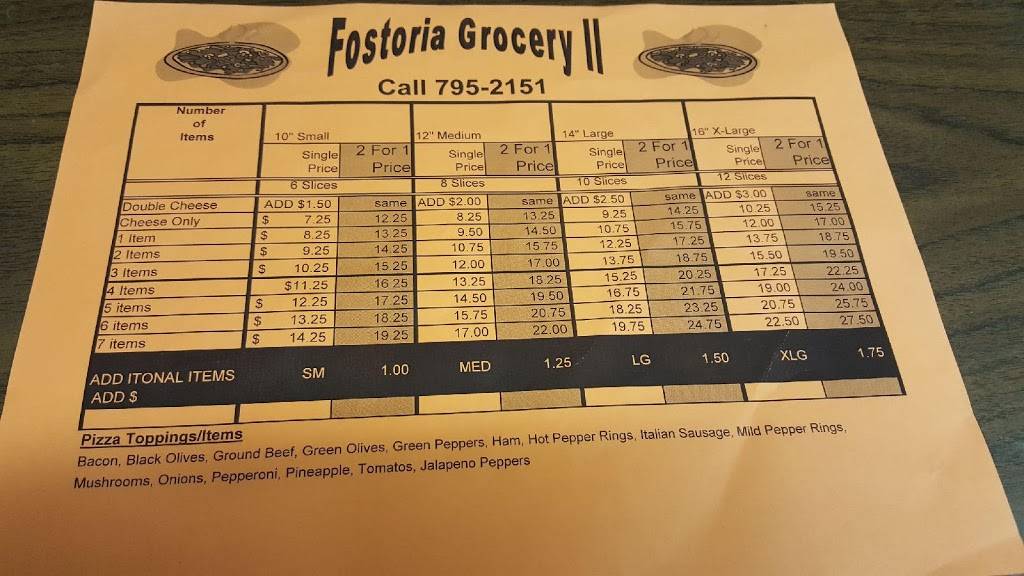 Fostoria Grocery II
Call 795-2151
Number of Items 10" Small 12" Medium 14" Large 16" X-Large
Single Price 2 For 1 Price Single Price 2 For 1 Price Single Price 2 For 1 Price Single Price 2 For 1 Price
6 Slices 8 Slices 10 Slices 12 Slices
Double Cheese ADD $1.50 same ADD $2.00 same ADD $2.50 same ADD $3.00 same
Cheese Only $ 7.25 12.25 8.25 13.25 9.25 14.25 10.25 15.25
1 Item $ 8.25 13.25 9.50 14.50 10.75 15.75 12.00 17.00
2 Items $ 9.25 14.25 10.75 15.75 12.25 17.25 13.75 18.75
3 Items $ 10.25 15.25 12.00 17.00 13.75 18.75 15.50 19.50
4 Items $11.25 16.25 13.25 18.25 15.25 20.25 17.25 22.25
5 items $ 12.25 17.25 14.50 19.50 16.75 21.75 19.00 24.00
6 items $ 13.25 18.25 15.75 20.75 18.25 23.25 20.75 25.75
7 items $ 14.25 19.25 17.00 22.00 19.75 24.75 22.50 27.50
ADD ITONAL ITEMS SM 1.00 MED 1.25 LG 1.50 XLG 1.75
ADD $
Pizza Toppings/Items
Bacon, Black Olives, Ground Beef, Green Olives, Green Peppers, Ham, Hot Pepper Rings, Italian Sausage, Mild Pepper Rings,
Mushrooms, Onions, Pepperoni, Pineapple, Tomatos, Jalapeno Peppers